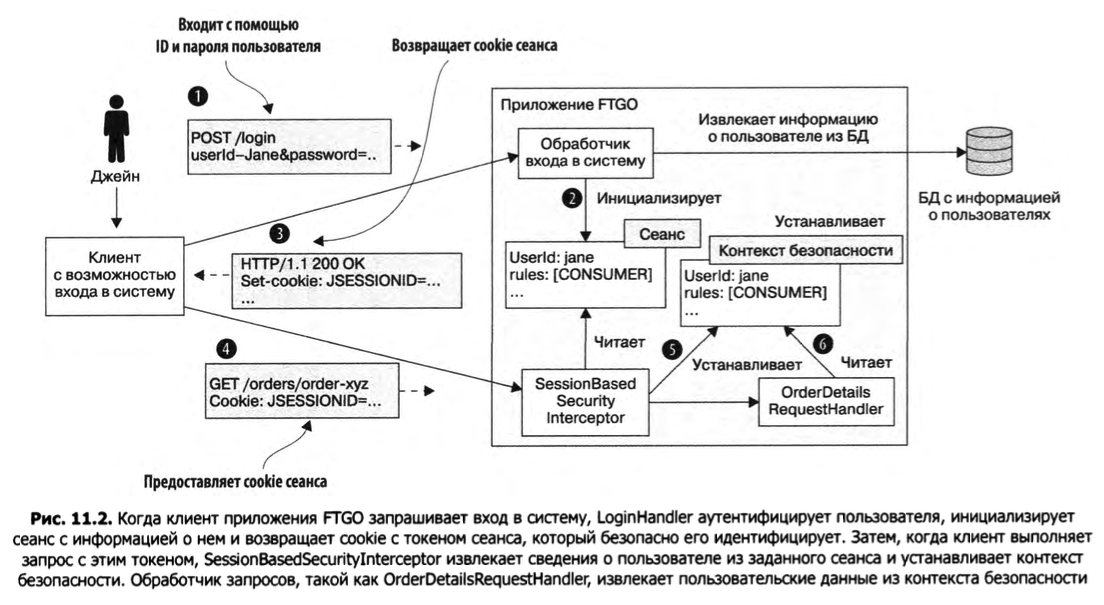 Входит с помощью
ID и пароля пользователя
Возвращает cookie сеанса
1
POST /login
userId–Jane&password=..
Джейн
Приложение FTGO
Обработчик
входа в систему
Извлекает информацию
о пользователе из БД
БД с информацией
о пользователях
2
Инициализирует
Клиент
с возможностью
входа в систему
3
HTTP/1.1 200 OK
Set-cookie: JSESSIONID=...
...
Сеанс
UserId: jane
rules: [CONSUMER]
...
Устанавливает
Контекст безопасности
UserId: jane
rules: [CONSUMER]
...
4
GET /orders/order-xyz
Cookie: JSESSIONID=...
Читает
5
Устанавливает
6
Читает
SessionBased
Security
Interceptor
OrderDetails
RequestHandler
Предоставляет cookie сеанса
Рис. 11.2. Когда клиент приложения FTGO запрашивает вход в систему, LoginHandler аутентифицирует пользователя, инициализирует
сеанс с информацией о нем и возвращает cookie с токеном сеанса, который безопасно его идентифицирует. Затем, когда клиент выполняет
запрос с этим токеном, SessionBasedSecurityInterceptor извлекает сведения о пользователе из заданного сеанса и устанавливает контекст
безопасности. Обработчик запросов, такой как OrderDetailsRequestHandler, извлекает пользовательские данные из контекста безопасности